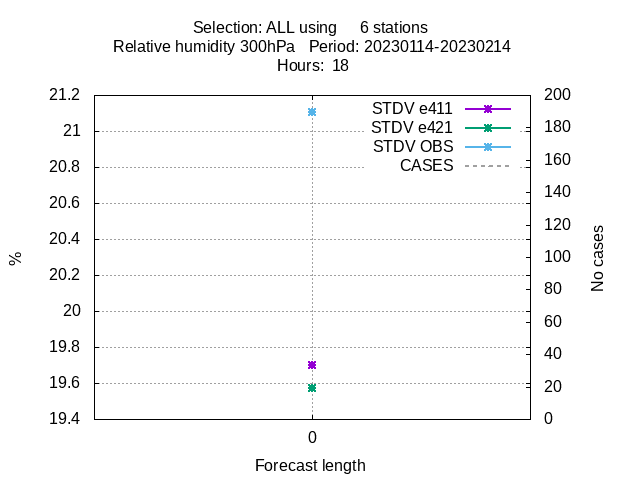 Selection: ALL using     6 stations
Relative humidity 300hPa   Period: 20230114-20230214
Hours:  18
STDV e411
STDV e421
STDV OBS
CASES
21.2
21
20.8
20.6
20.4
20.2
20
19.8
19.6
19.4
200
180
160
140
120
100
80
60
40
20
0
%
No cases
0
Forecast length